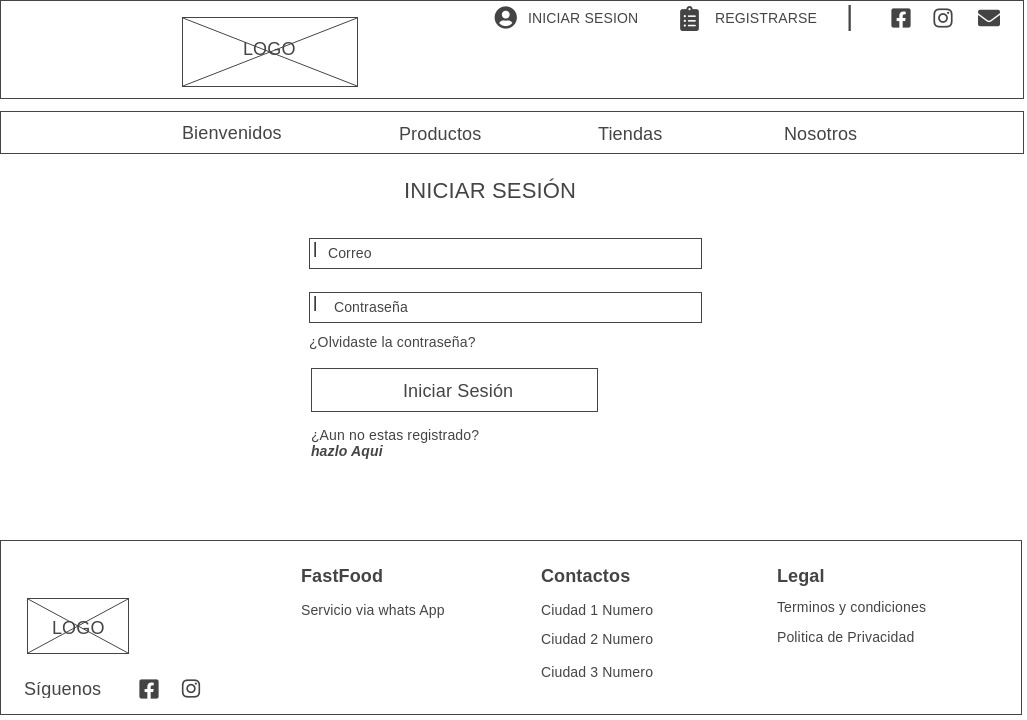 LOGO
INICIAR SESION
REGISTRARSE
Bienvenidos
Productos
Tiendas
Nosotros
INICIAR SESIÓN
Correo
Contraseña
¿Olvidaste la contraseña?
Iniciar Sesión
¿Aun no estas registrado?
hazlo Aqui
LOGO
Síguenos
FastFood
Servicio via whats App
Contactos
Ciudad 1 Numero
Ciudad 2 Numero
Ciudad 3 Numero
Legal
Terminos y condiciones
Politica de Privacidad